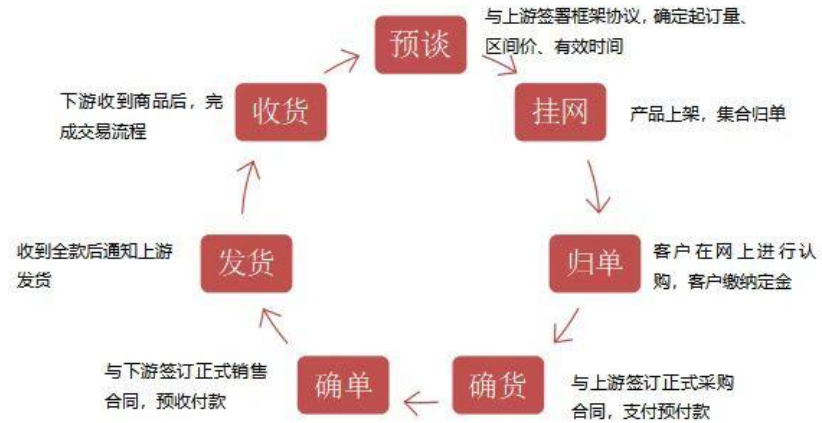 预谈
与上游签署框架协议，确定起订量、
区间价、有效时间
挂网
产品上架，集合归单
归单
客户在网上进行认
购，客户缴纳定金
确货
与上游签订正式采购
合同，支付预付款
确单
与下游签订正式销售
合同，预收付款
发货
收到全款后通知上游
发货
收货
下游收到商品后，完
成交易流程